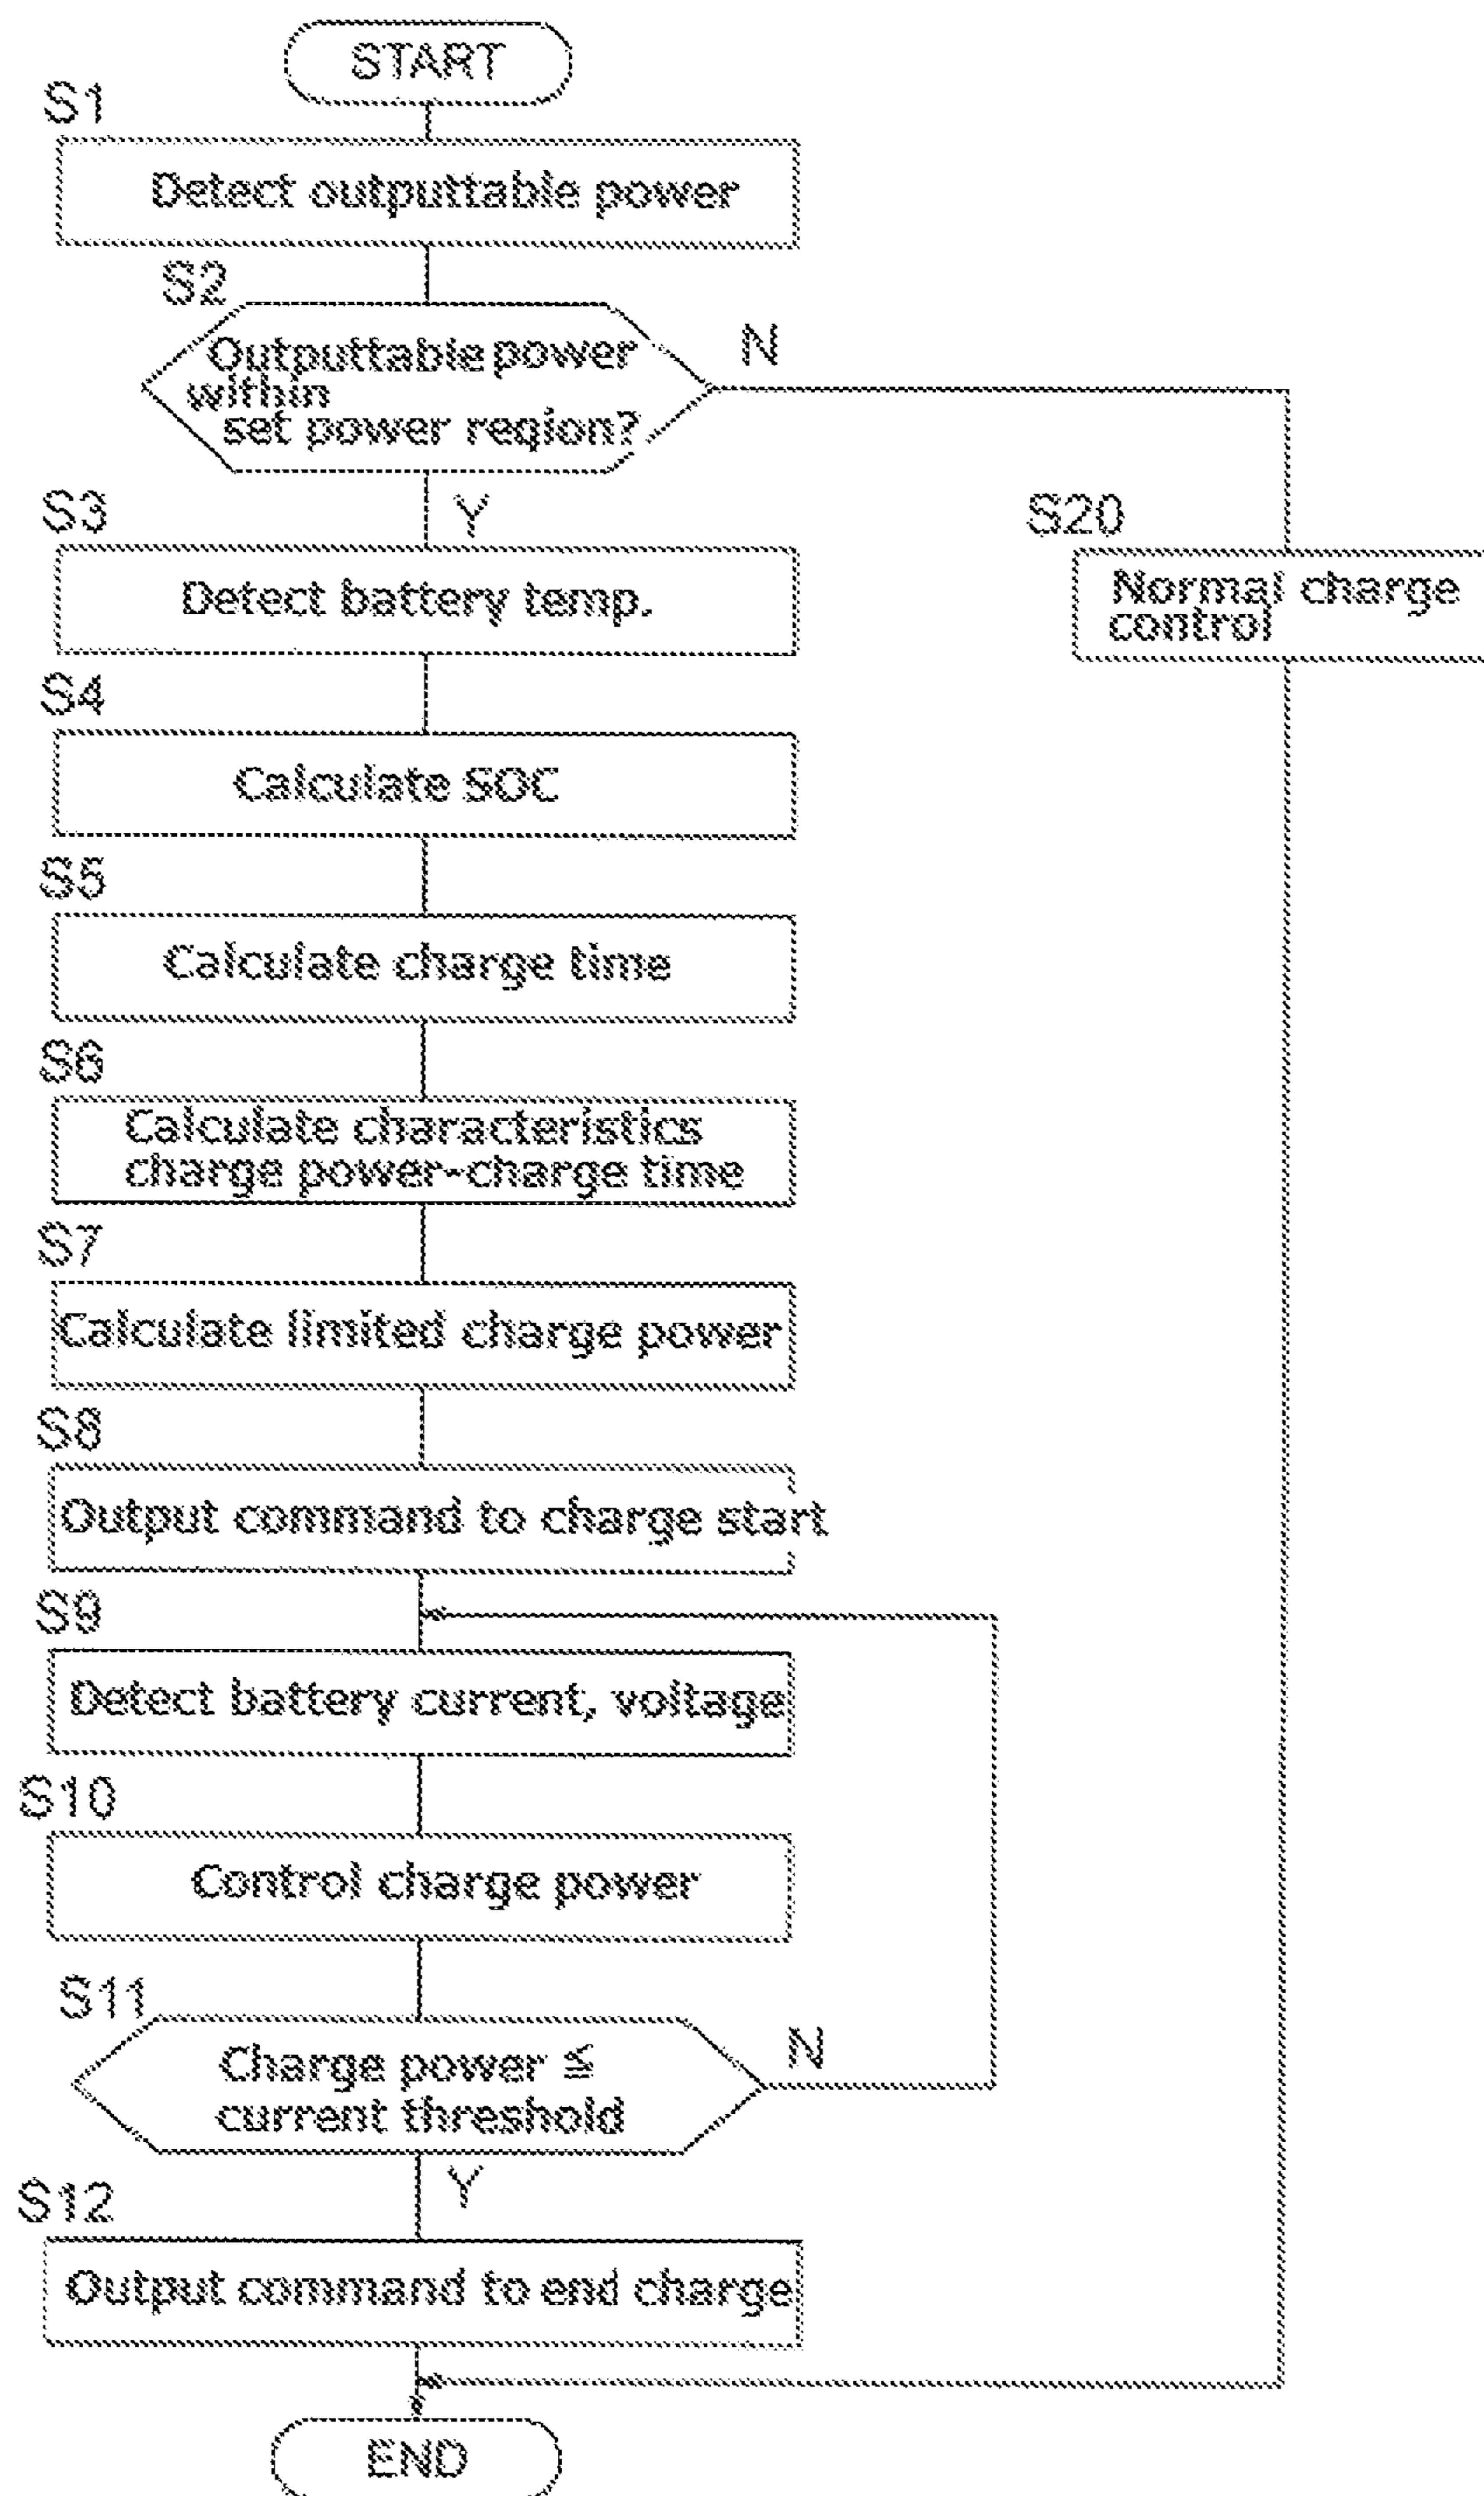 START
S1
Detect outputtable power
S2
Outputtable power
within
set power region?
N
Y
S3
Detect battery temp.
S20
Normal charge
control
S4
Calculate SOC
S5
Calculate charge time
S6
Calculate characteristics
charge power-charge time
S7
Calculate limited charge power
S8
Output command to charge start
S9
Detect battery current, voltage
S10
Control charge power
S11
Charge power ≦
current threshold
N
Y
S12
Output command to end charge
END